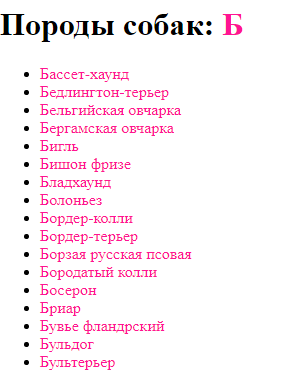 Породы собак: Б
Бассет-хаунд
Бедлингтон-терьер
Бельгийская овчарка
Бергамская овчарка
Бигль
Бишон фризе
Бладхаунд
Болоньез
Бордер-колли
Бордер-терьер
Борзая русская псовая
Бородатый колли
Босерон
Бриар
Бувье фландрский
Бульдог
Бультерьер